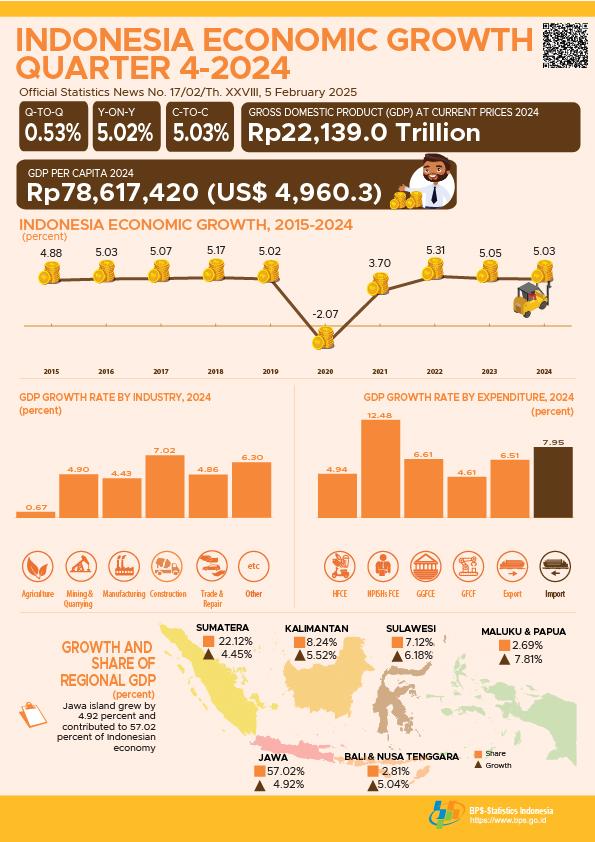 INDONESIA ECONOMIC GROWTH
QUARTER 4-2024
Official Statistics News No. 17/02/Th. XXVIII, 5 February 2025
Q-TO-Q
0.53%
Y-ON-Y
5.02%
C-TO-C
5.03%
GROSS DOMESTIC PRODUCT (GDP) AT CURRENT PRICES 2024
Rp22,139.0 Trillion
GDP PER CAPITA 2024
Rp78,617,420 (US$ 4,960.3)
INDONESIA ECONOMIC GROWTH, 2015-2024
(percent)
4.88 5.03 5.07 5.17 5.02 -2.07 3.70 5.31 5.05 5.03
2015 2016 2017 2018 2019 2020 2021 2022 2023 2024
GDP GROWTH RATE BY INDUSTRY, 2024
(percent)
0.67 4.90 4.43 7.02 4.86 6.30
etc
Agriculture
Mining &
Quarrying
Manufacturing
Construction
Trade &
Repair
Other
GDP GROWTH RATE BY EXPENDITURE, 2024
(percent)
4.94 12.48 6.61 4.61 6.51 7.95
HFCE
NPISHs FCE
GGFCE
GFCF
Export
Import
GROWTH AND
SHARE OF
REGIONAL GDP
(percent)
Jawa island grew by
4.92 percent and
contributed to 57.02
percent of Indonesian
economy
SUMATERA
22.12%
4.45%
KALIMANTAN
8.24%
5.52%
SULAWESI
7.12%
6.18%
MALUKU & PAPUA
2.69%
7.81%
JAWA
57.02%
4.92%
BALI & NUSA TENGGARA
2.81%
5.04%
Share
Growth
BPS-Statistics Indonesia
https://www.bps.go.id